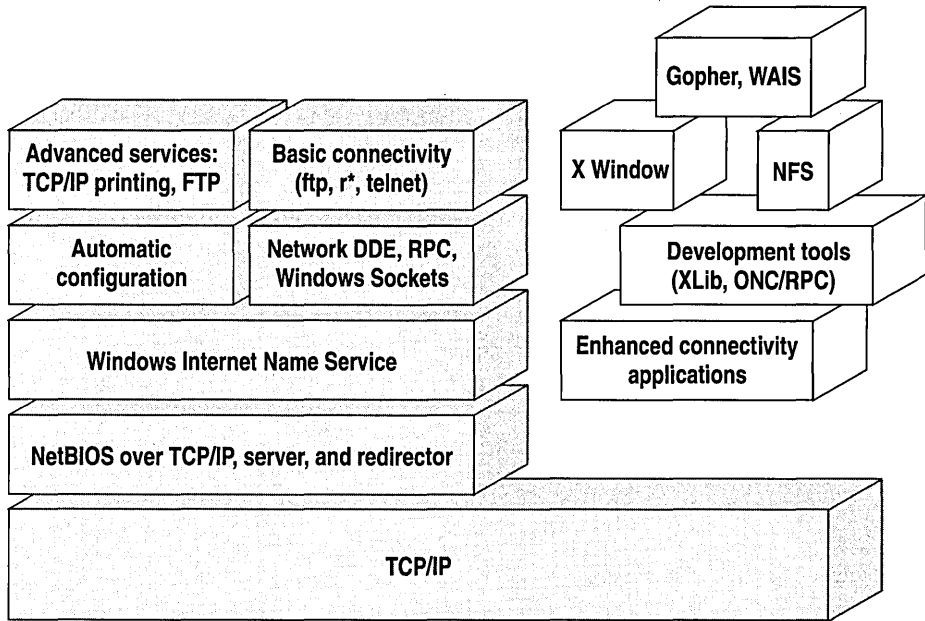 Gopher, WAIS
Advanced services:
TCP/IP printing, FTP
Basic connectivity
(ftp, r*, telnet)
X Window
NFS
Automatic
configuration
Network DDE, RPC,
Windows Sockets
Development tools
(XLib, ONC/RPC)
Windows Internet Name Service
Enhanced connectivity
applications
NetBIOS over TCP/IP, server, and redirector
TCP/IP